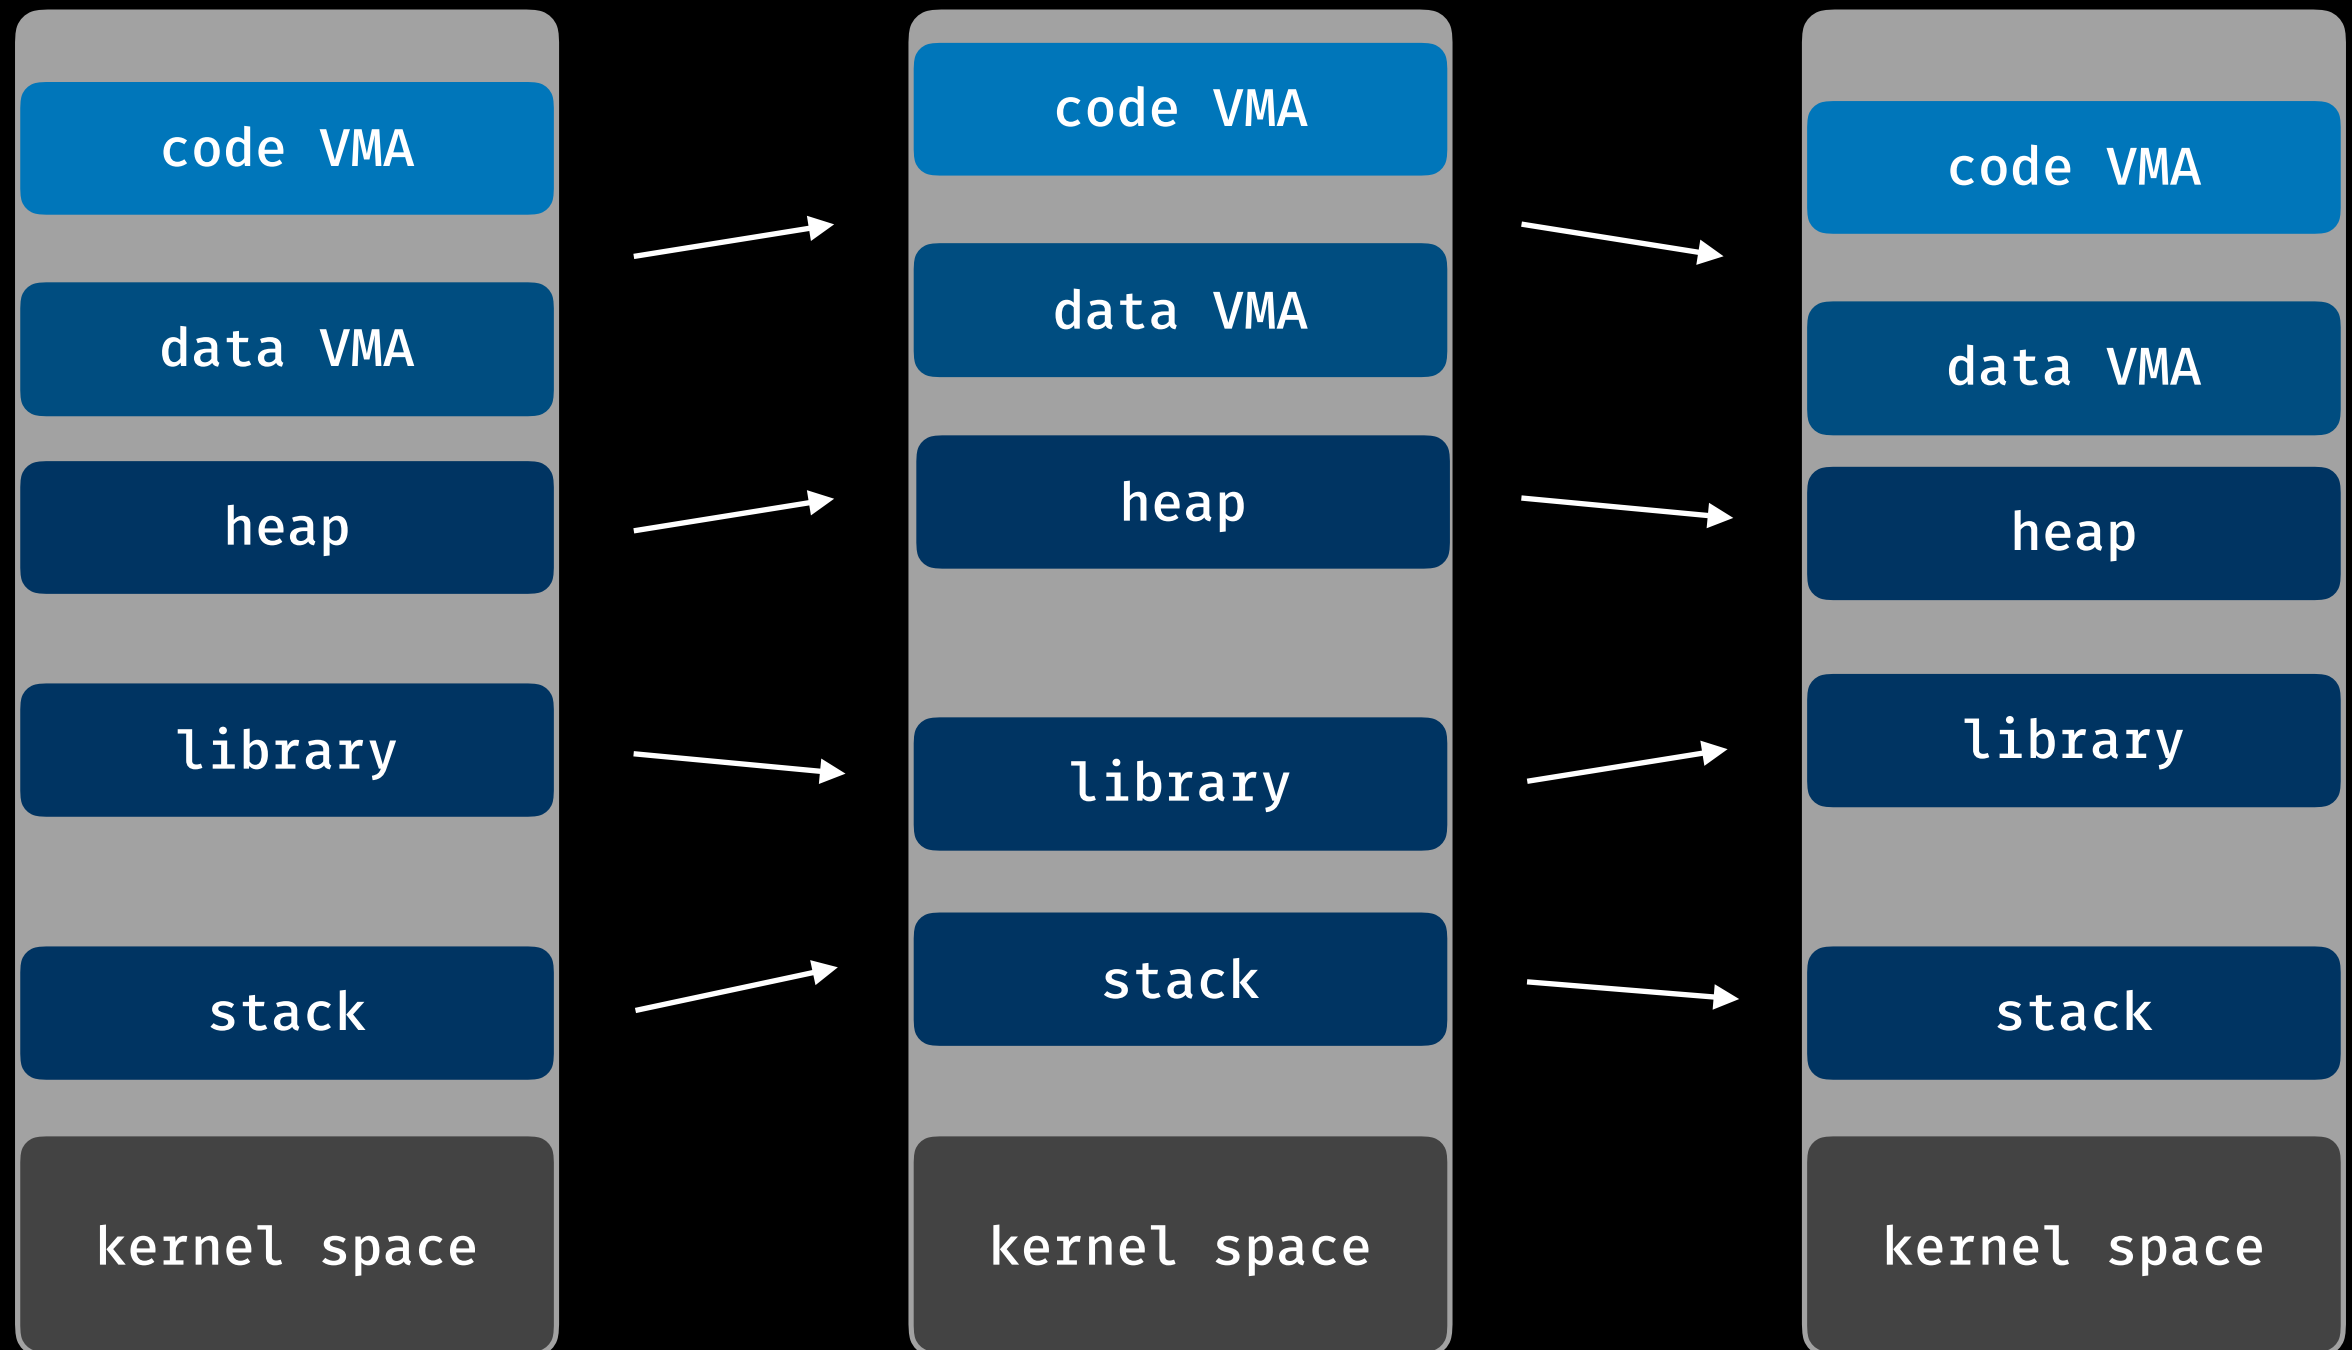 code VMA
data VMA
heap
library
stack
kernel space
code VMA
data VMA
heap
library
stack
kernel space
code VMA
data VMA
heap
library
stack
kernel space